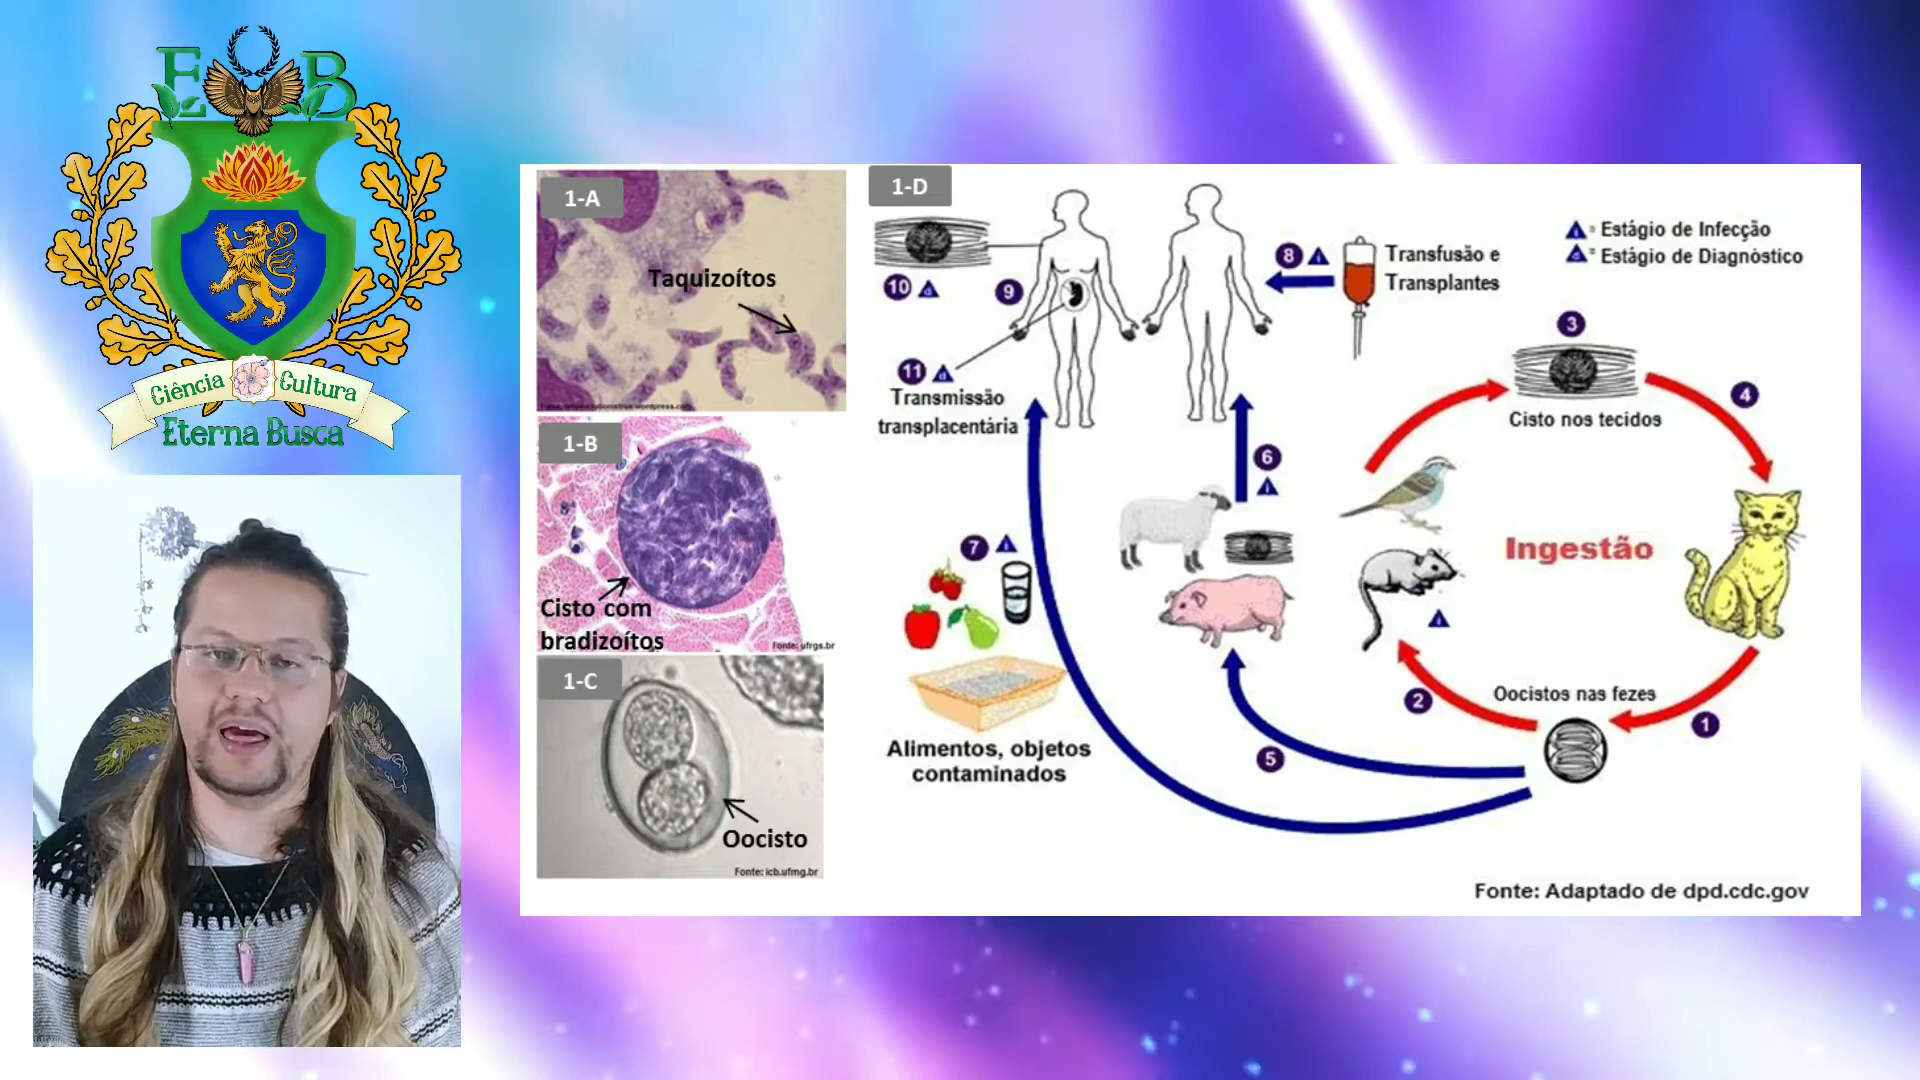 E B
Ciência Cultura
Eterna Busca
1-A
Taquizoítos
1-B
Cisto com
bradizoítos
Fonte: ufrgs.br
1-C
Oocisto
Fonte: icb.ufmg.br
1-D
i = Estágio de Infecção
d = Estágio de Diagnóstico
8 i
Transfusão e
Transplantes
10 d
9
11 d
Transmissão
transplacentária
3
Cisto nos tecidos
4
6
i
7 i
Ingestão
i
Alimentos, objetos
contaminados
Oocistos nas fezes
2
1
5
Fonte: Adaptado de dpd.cdc.gov